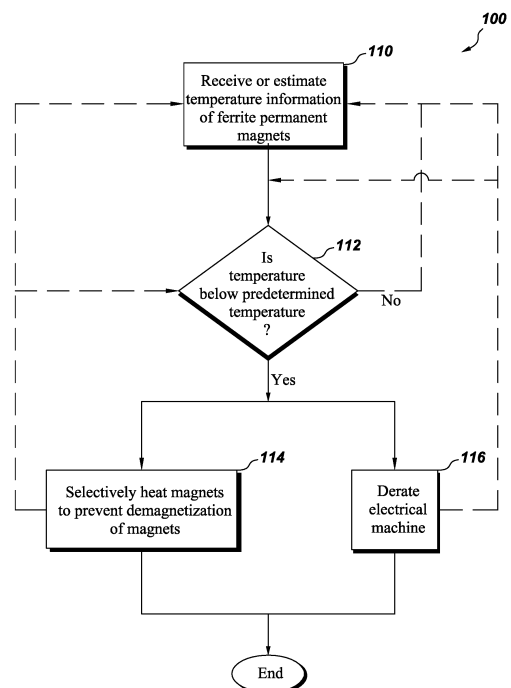 100
110
Receive or estimate
temperature information
of ferrite permanent
magnets
112
Is
temperature
below predetermined
temperature
?
No
Yes
114
Selectively heat magnets
to prevent demagnetization
of magnets
116
Derate
electrical
machine
End